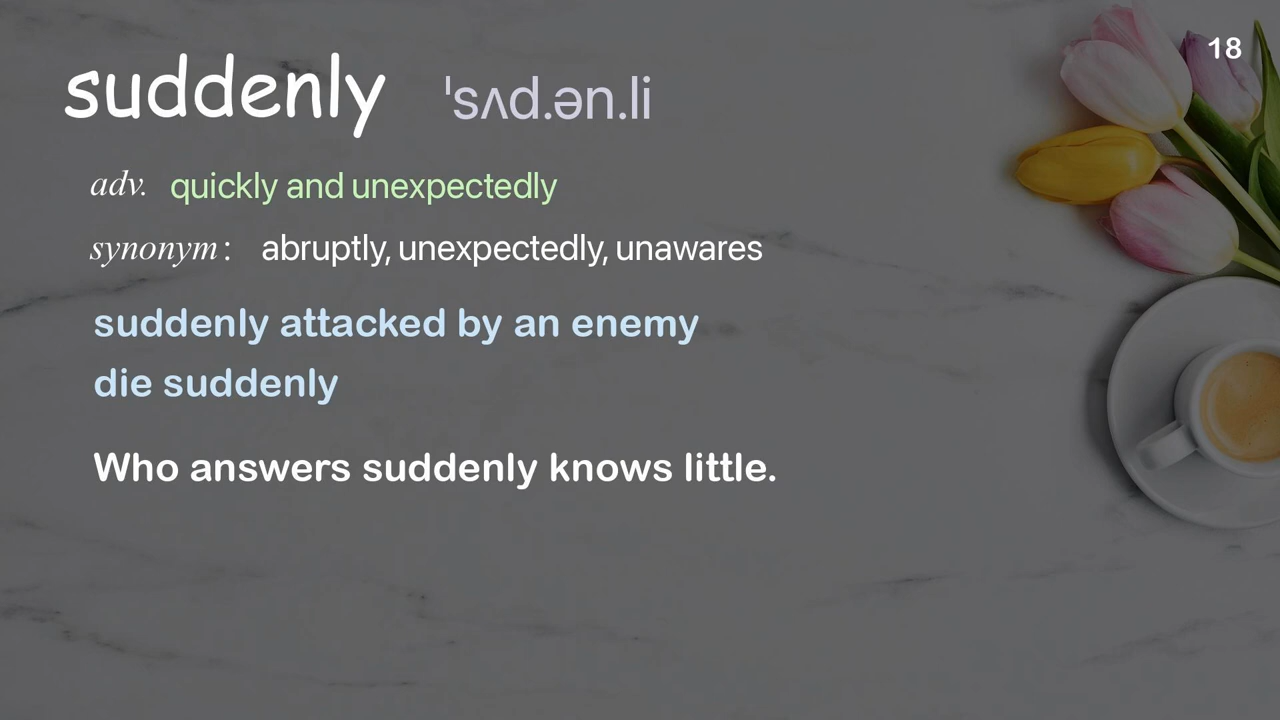 18
suddenly ˈsʌd.ən.li
adv. quickly and unexpectedly
synonym: abruptly, unexpectedly, unawares
suddenly attacked by an enemy
die suddenly
Who answers suddenly knows little.